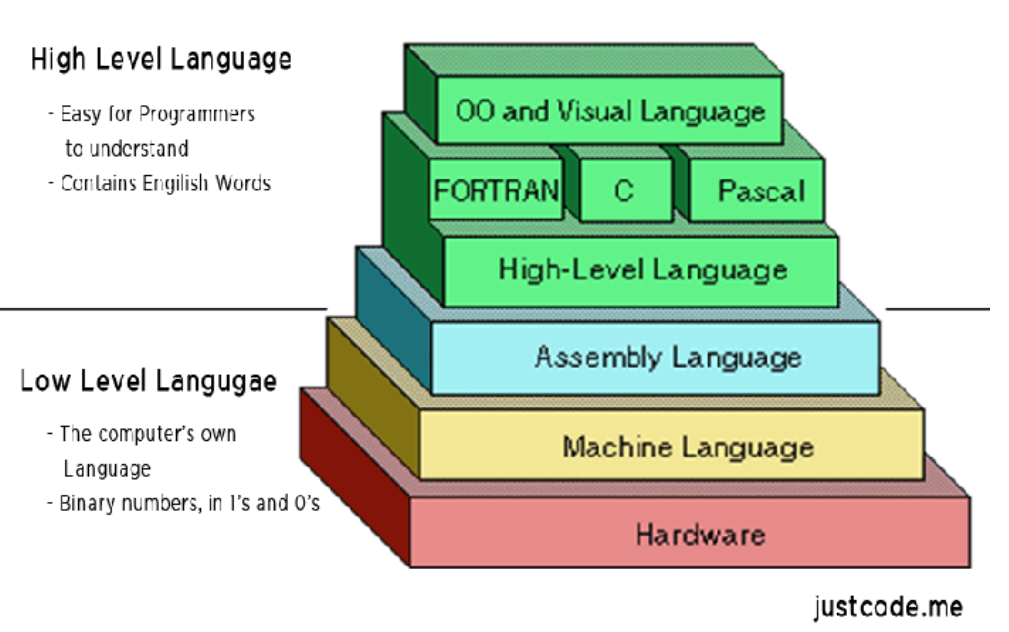 High Level Language
- Easy for Programmers
to understand
- Contains Engilish Words
OO and Visual Language
FORTRAN
C
Pascal
High-Level Language
Assembly Language
Low Level Langugae
- The computer's own
Language
- Binary numbers, in 1's and 0's
Machine Language
Hardware
justcode.me